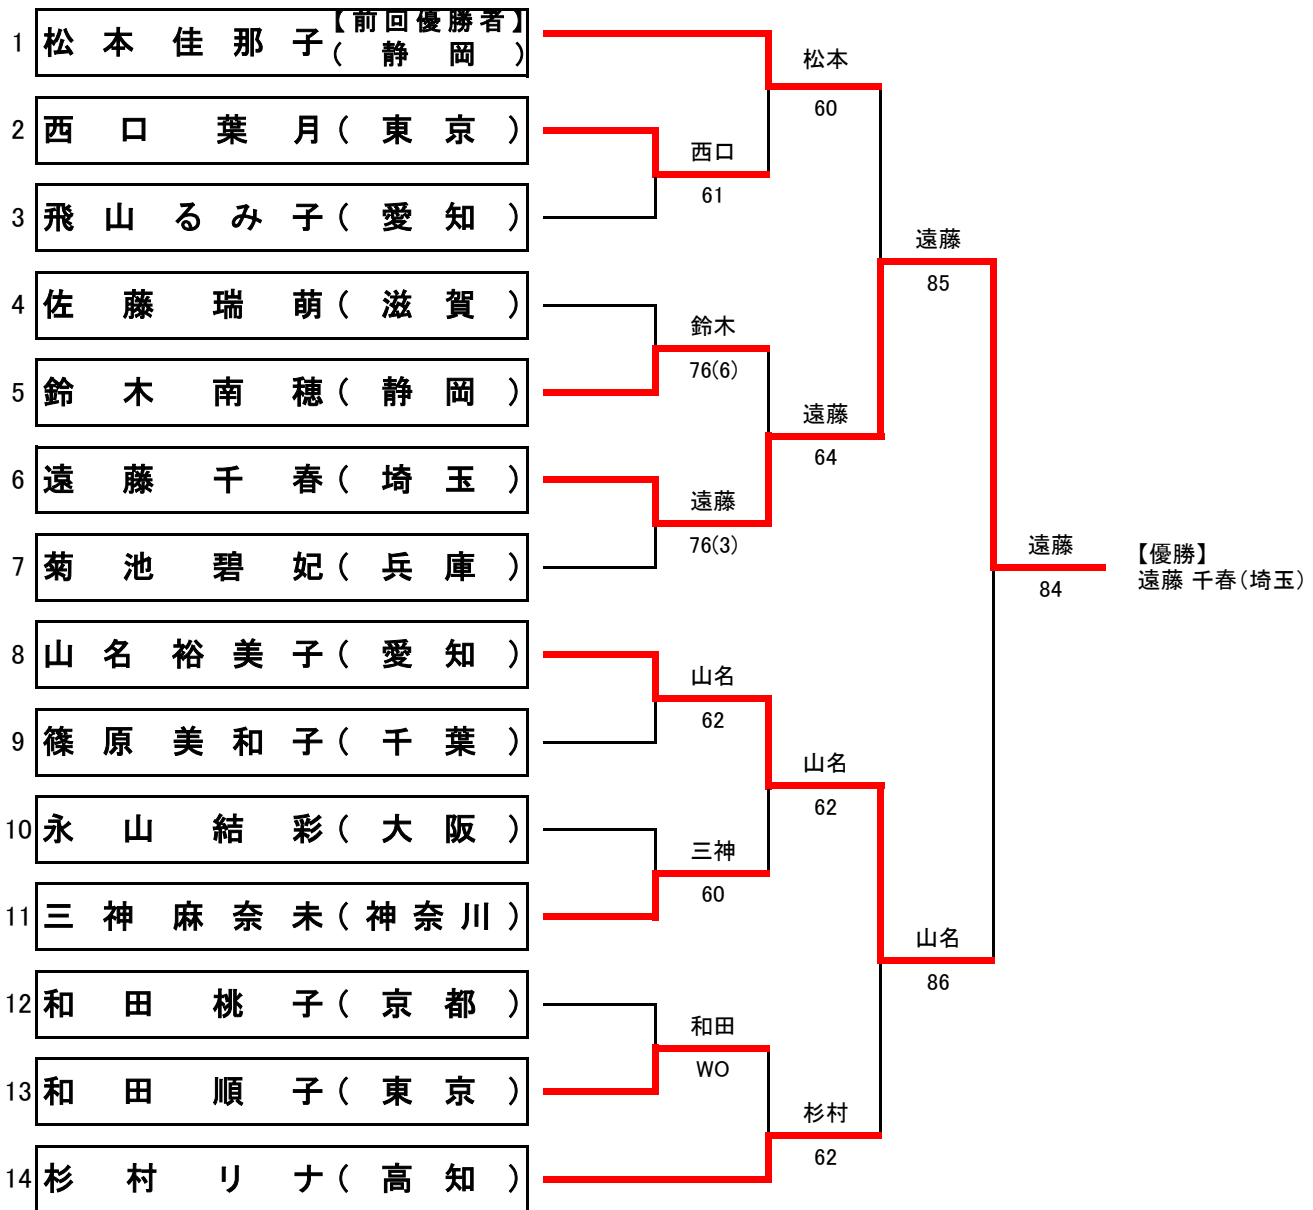 1 松本佳那子【前回優勝者】(静岡)
2 西口葉月(東京)
3 飛山るみ子(愛知)
4 佐藤瑞萌(滋賀)
5 鈴木南穂(静岡)
6 遠藤千春(埼玉)
7 菊池碧妃(兵庫)
8 山名裕美子(愛知)
9 篠原美和子(千葉)
10 永山結彩(大阪)
11 三神麻奈未(神奈川)
12 和田桃子(京都)
13 和田順子(東京)
14 杉村リナ(高知)
西口
61
鈴木
76(6)
遠藤
76(3)
山名
62
三神
60
和田
WO
松本
60
遠藤
64
山名
62
杉村
62
遠藤
85
山名
86
遠藤
84
【優勝】
遠藤 千春(埼玉)